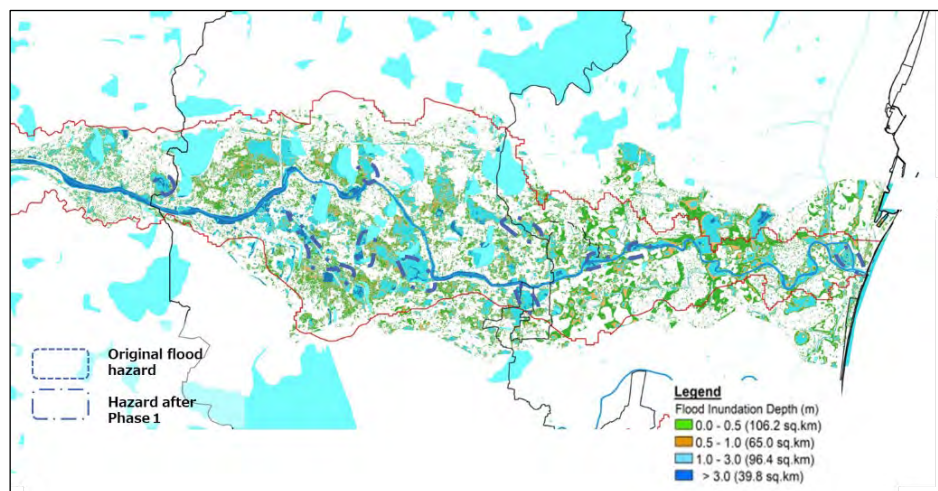 Original flood
hazard
Hazard after
Phase 1
Legend
Flood Inundation Depth (m)
0.0 - 0.5 (106.2 sq.km)
0.5 - 1.0 (65.0 sq.km)
1.0 - 3.0 (96.4 sq.km)
> 3.0 (39.8 sq.km)